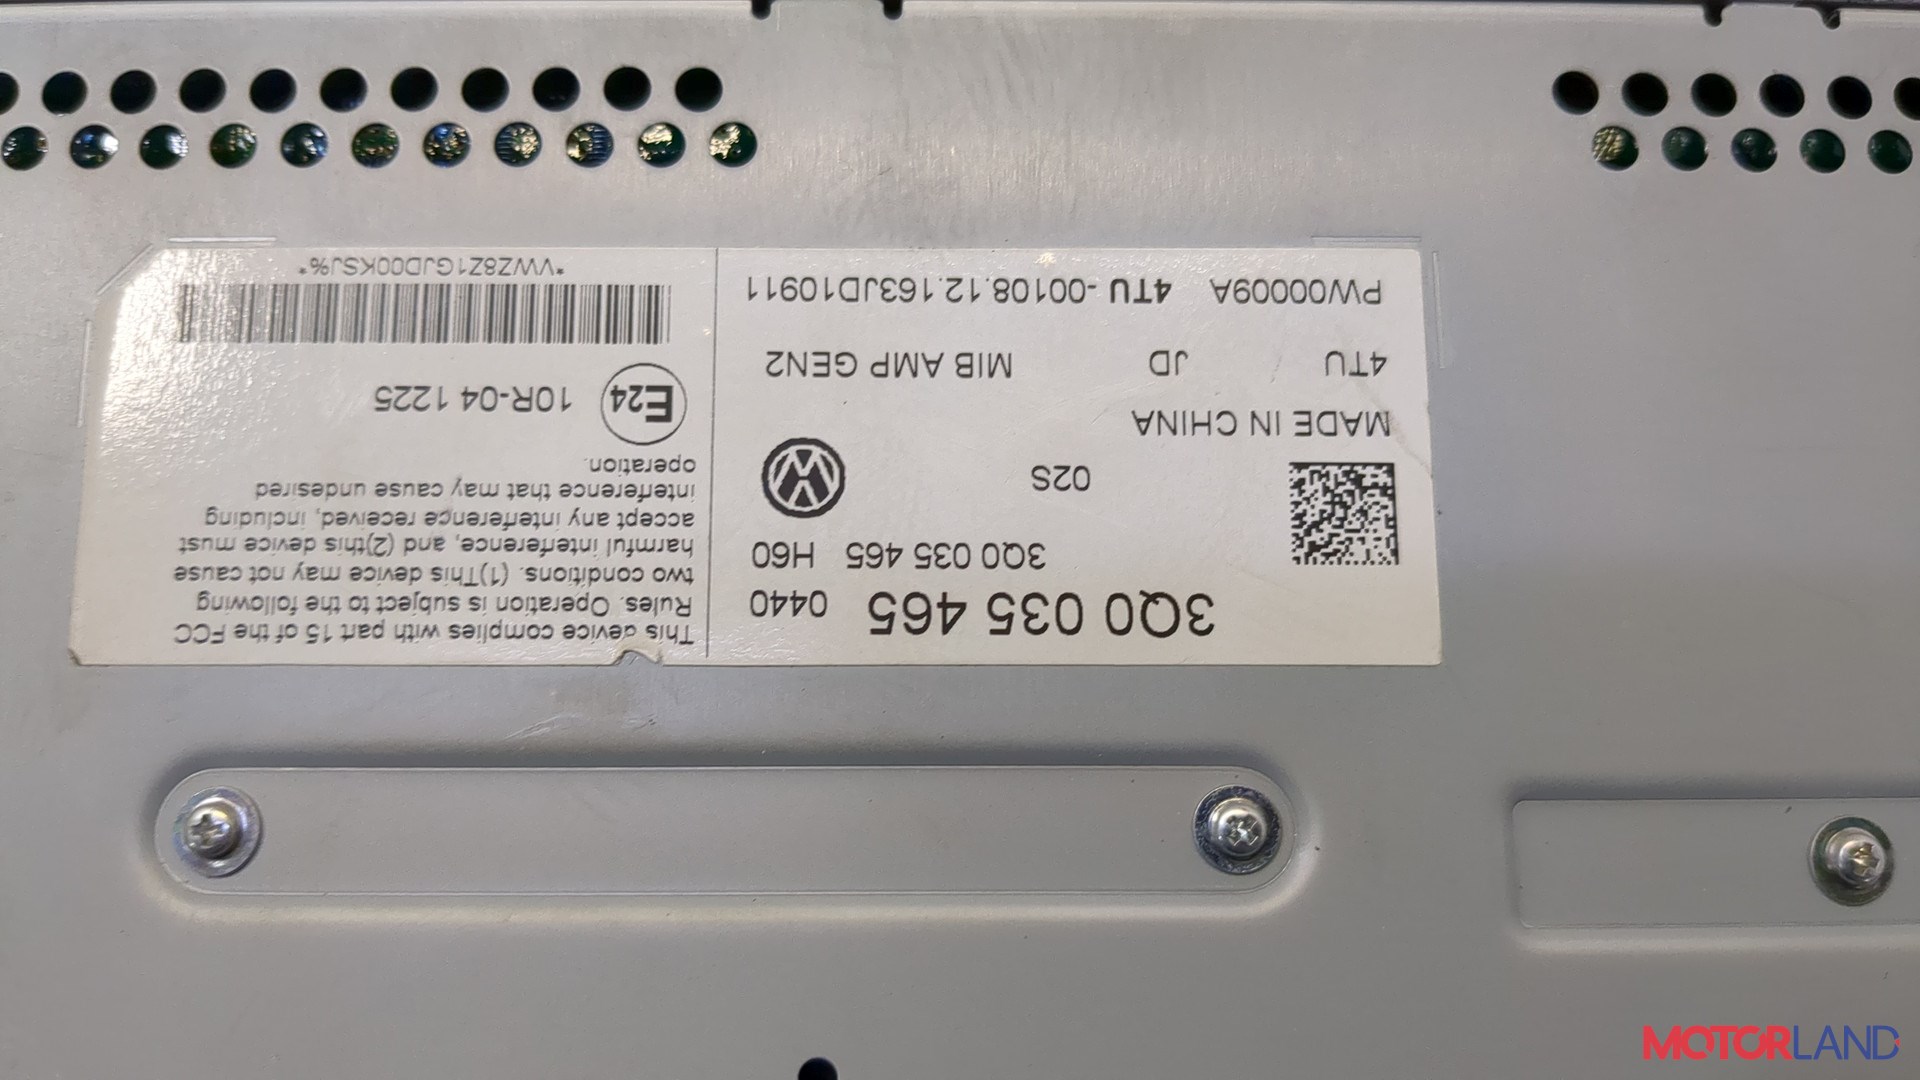 3Q0 035 465 0440
3Q0 035 465 H60
02S
MADE IN CHINA
4TU JD MIB AMP GEN2
PW00009A 4TU-00108.12.163JD10911
This device complies with part 15 of the FCC
Rules. Operation is subject to the following
two conditions. (1)This device may not cause
harmful interference, and (2)this device must
accept any interference received, including
interference that may cause undesired
operation.
E24 10R-04 1225
*VWZ8Z1GJD00KSJ%*
MOTORLAND